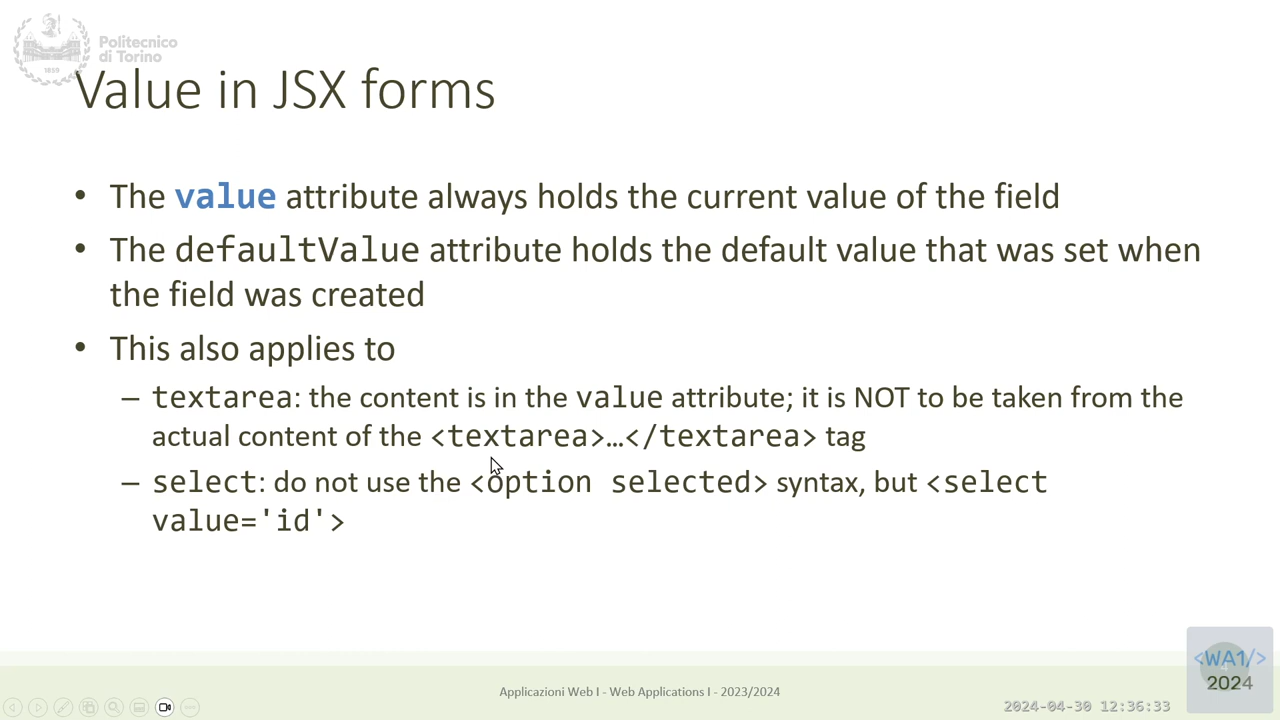 Politecnico
di Torino
1859
Value in JSX forms
• The value attribute always holds the current value of the field
• The defaultValue attribute holds the default value that was set when
the field was created
• This also applies to
– textarea: the content is in the value attribute; it is NOT to be taken from the
actual content of the <textarea>…</textarea> tag
– select: do not use the <option selected> syntax, but <select
value='id'>
<WA1/>
2024
Applicazioni Web I - Web Applications I - 2023/2024
2024-04-30 12:36:33